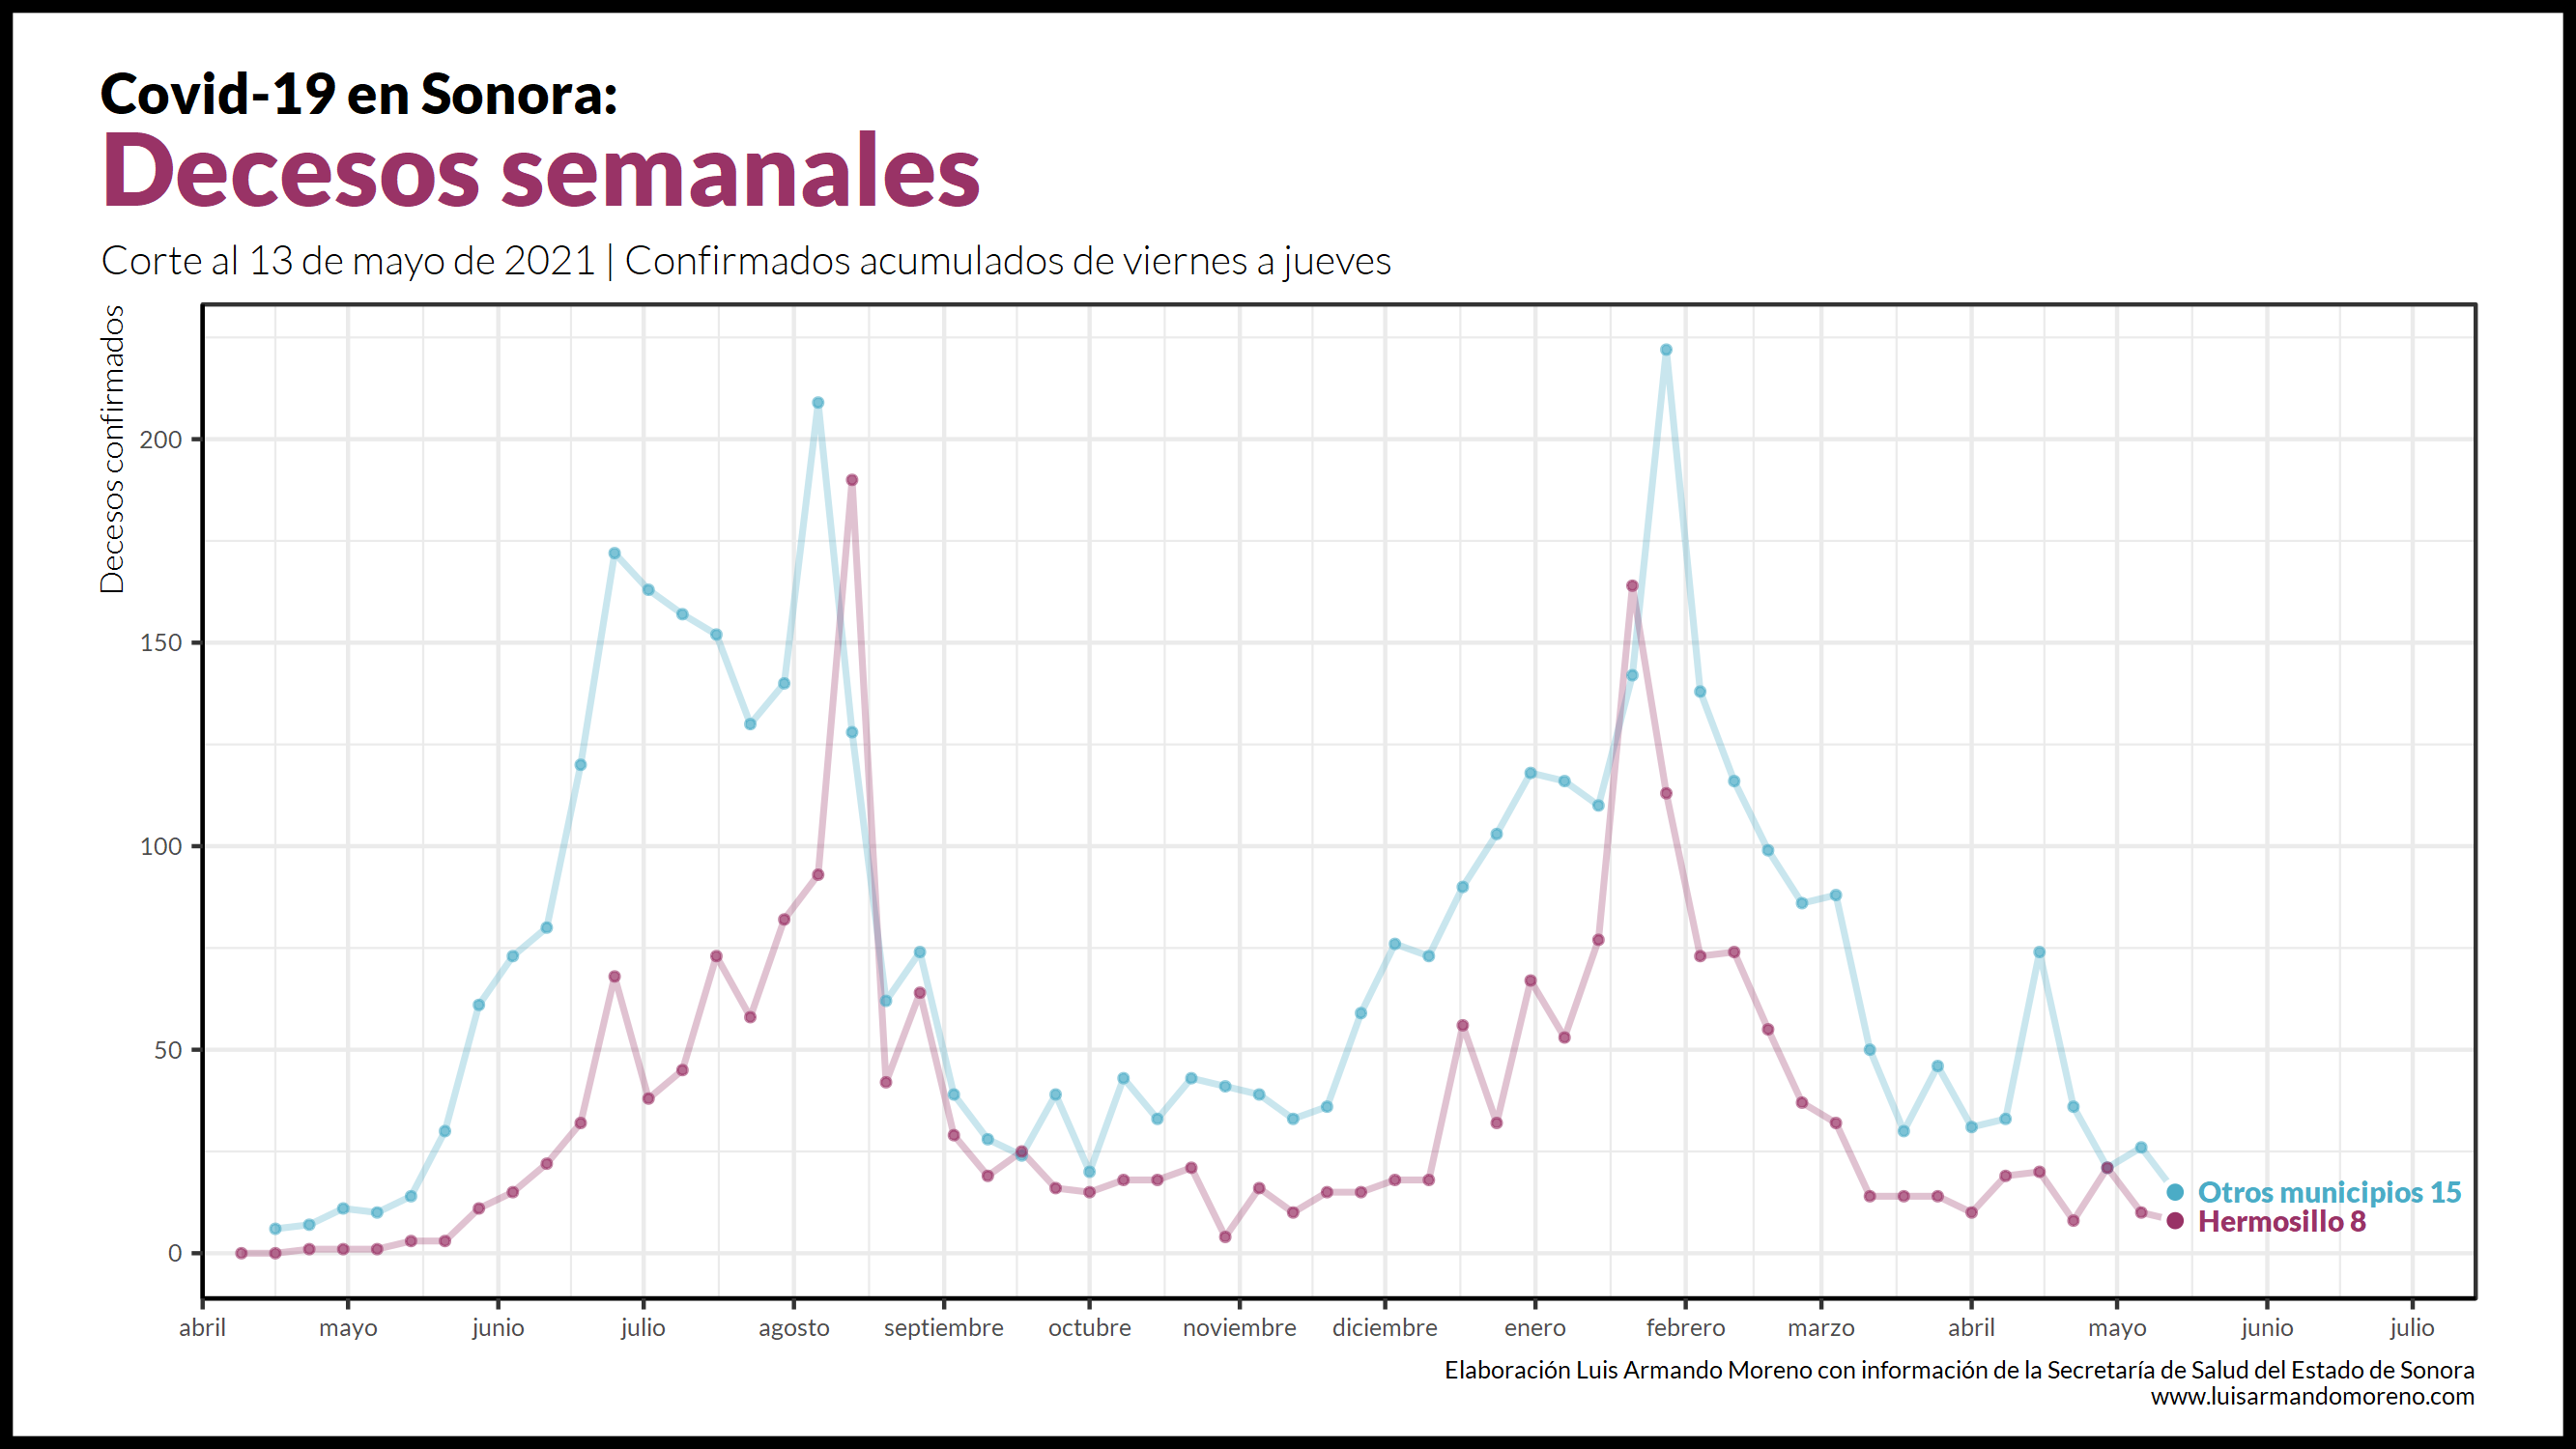 Covid-19 en Sonora:
Decesos semanales
Corte al 13 de mayo de 2021 | Confirmados acumulados de viernes a jueves
Decesos confirmados
200
150
100
50
0
Otros municipios 15
Hermosillo 8
abril mayo junio julio agosto septiembre octubre noviembre diciembre enero febrero marzo abril mayo junio julio
Elaboración Luis Armando Moreno con información de la Secretaría de Salud del Estado de Sonora
www.luisarmandomoreno.com